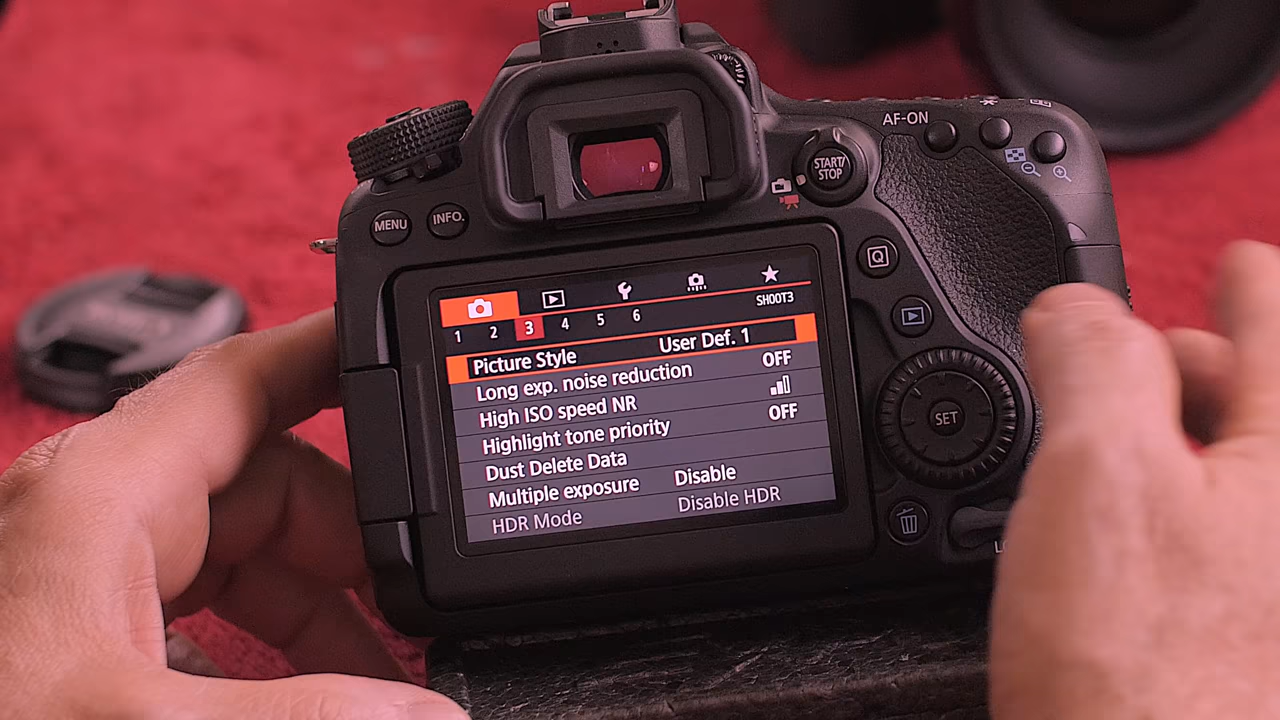 AF-ON
START/
STOP
MENU
INFO.
Q
1 2 3 4 5 6 SHOOT3
Picture Style User Def. 1
Long exp. noise reduction OFF
High ISO speed NR
Highlight tone priority OFF
Dust Delete Data
Multiple exposure Disable
HDR Mode Disable HDR
SET